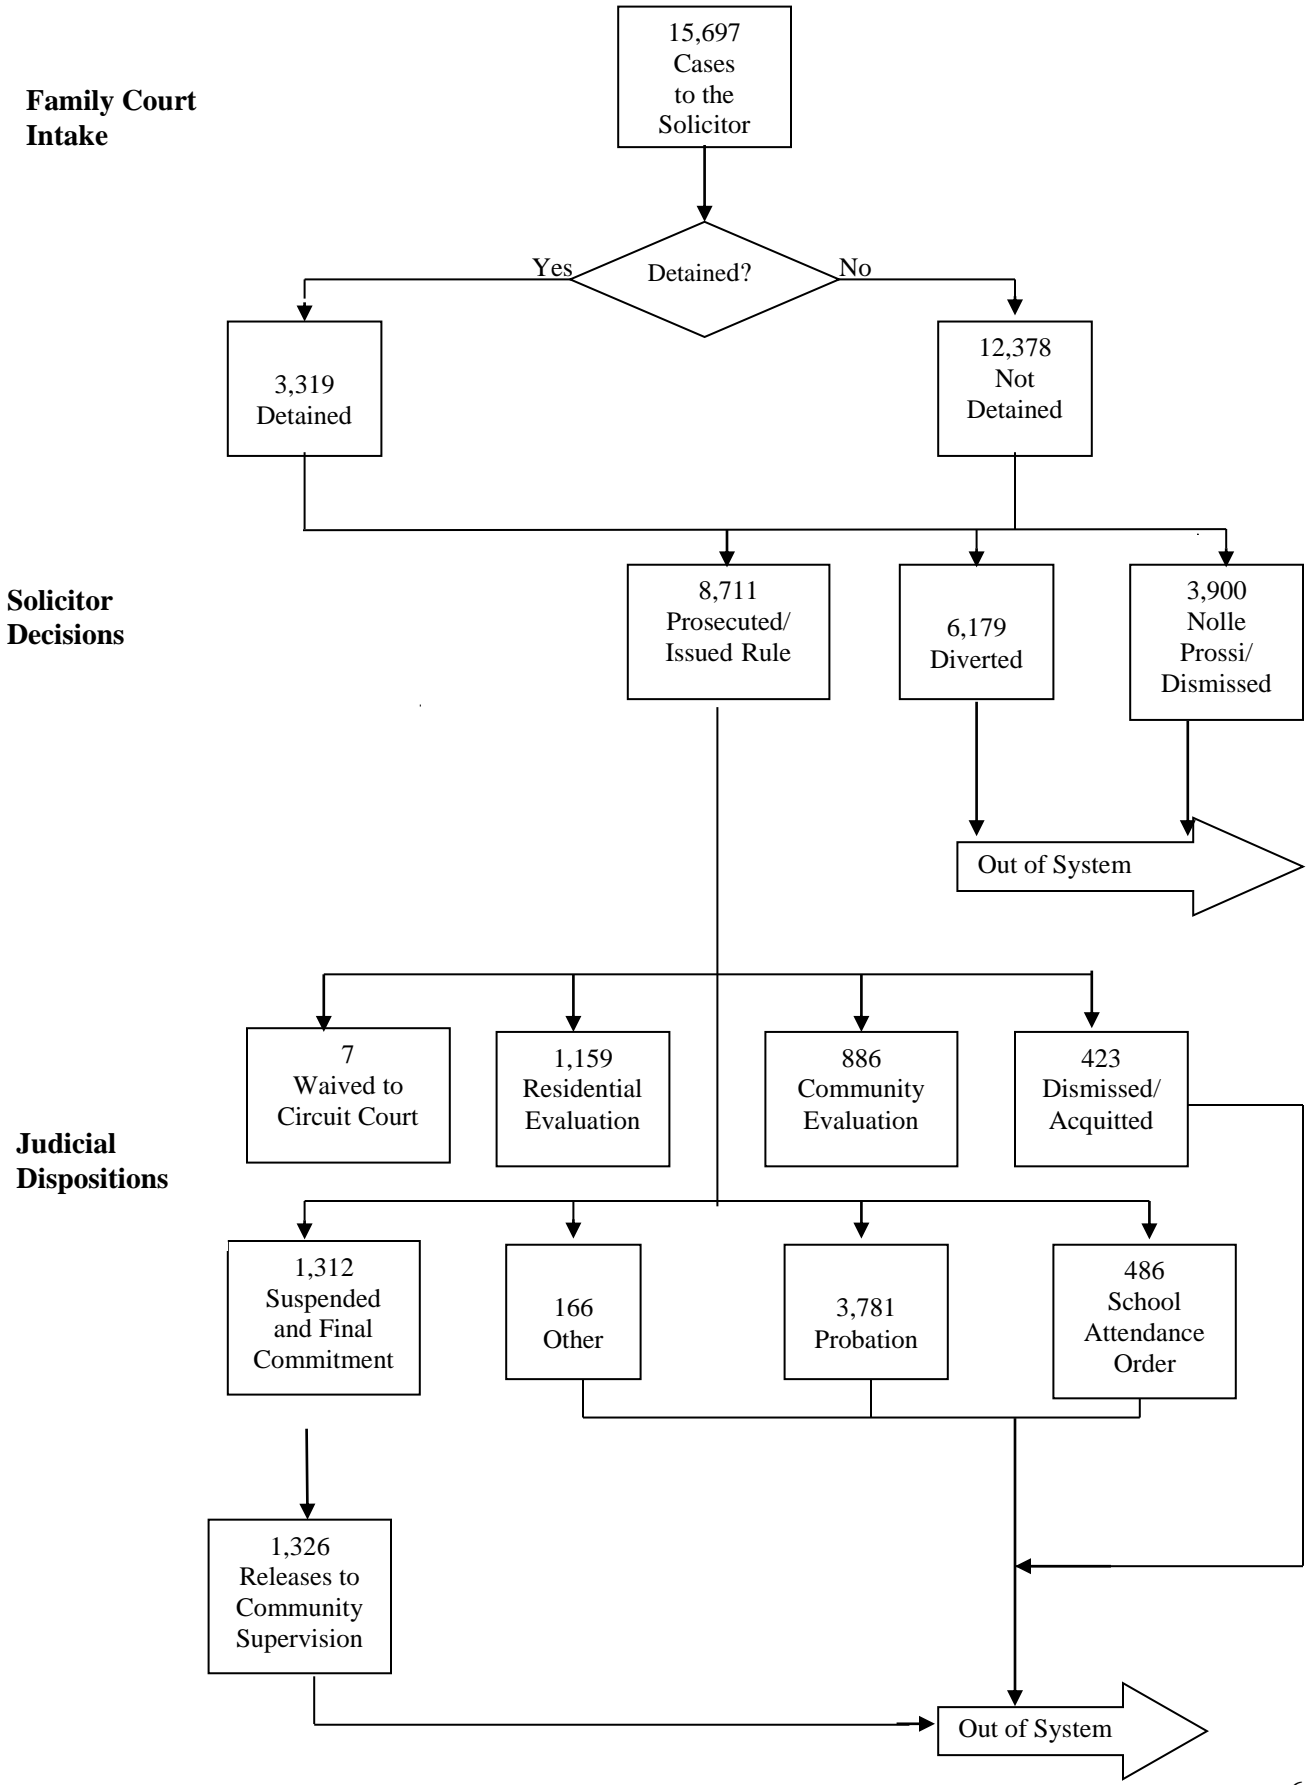 Family Court
Intake
15,697
Cases
to the
Solicitor
Yes
Detained?
No
3,319
Detained
12,378
Not
Detained
Solicitor
Decisions
8,711
Prosecuted/
Issued Rule
6,179
Diverted
3,900
Nolle
Prossi/
Dismissed
Out of System
Judicial
Dispositions
7
Waived to
Circuit Court
1,159
Residential
Evaluation
886
Community
Evaluation
423
Dismissed/
Acquitted
1,312
Suspended
and Final
Commitment
166
Other
3,781
Probation
486
School
Attendance
Order
1,326
Releases to
Community
Supervision
Out of System